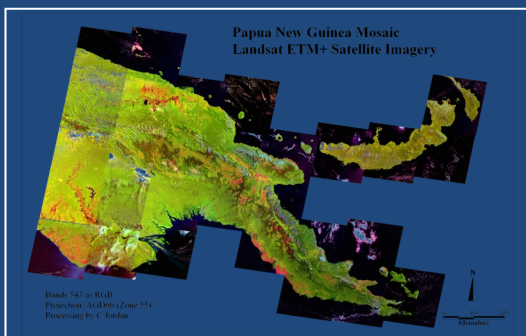 Papua New Guinea Mosaic
Landsat ETM+ Satellite Imagery
Bands 543 as RGB
Projection: AGD66 (Zone 55)
Processing by C Jordan
N
kilometers